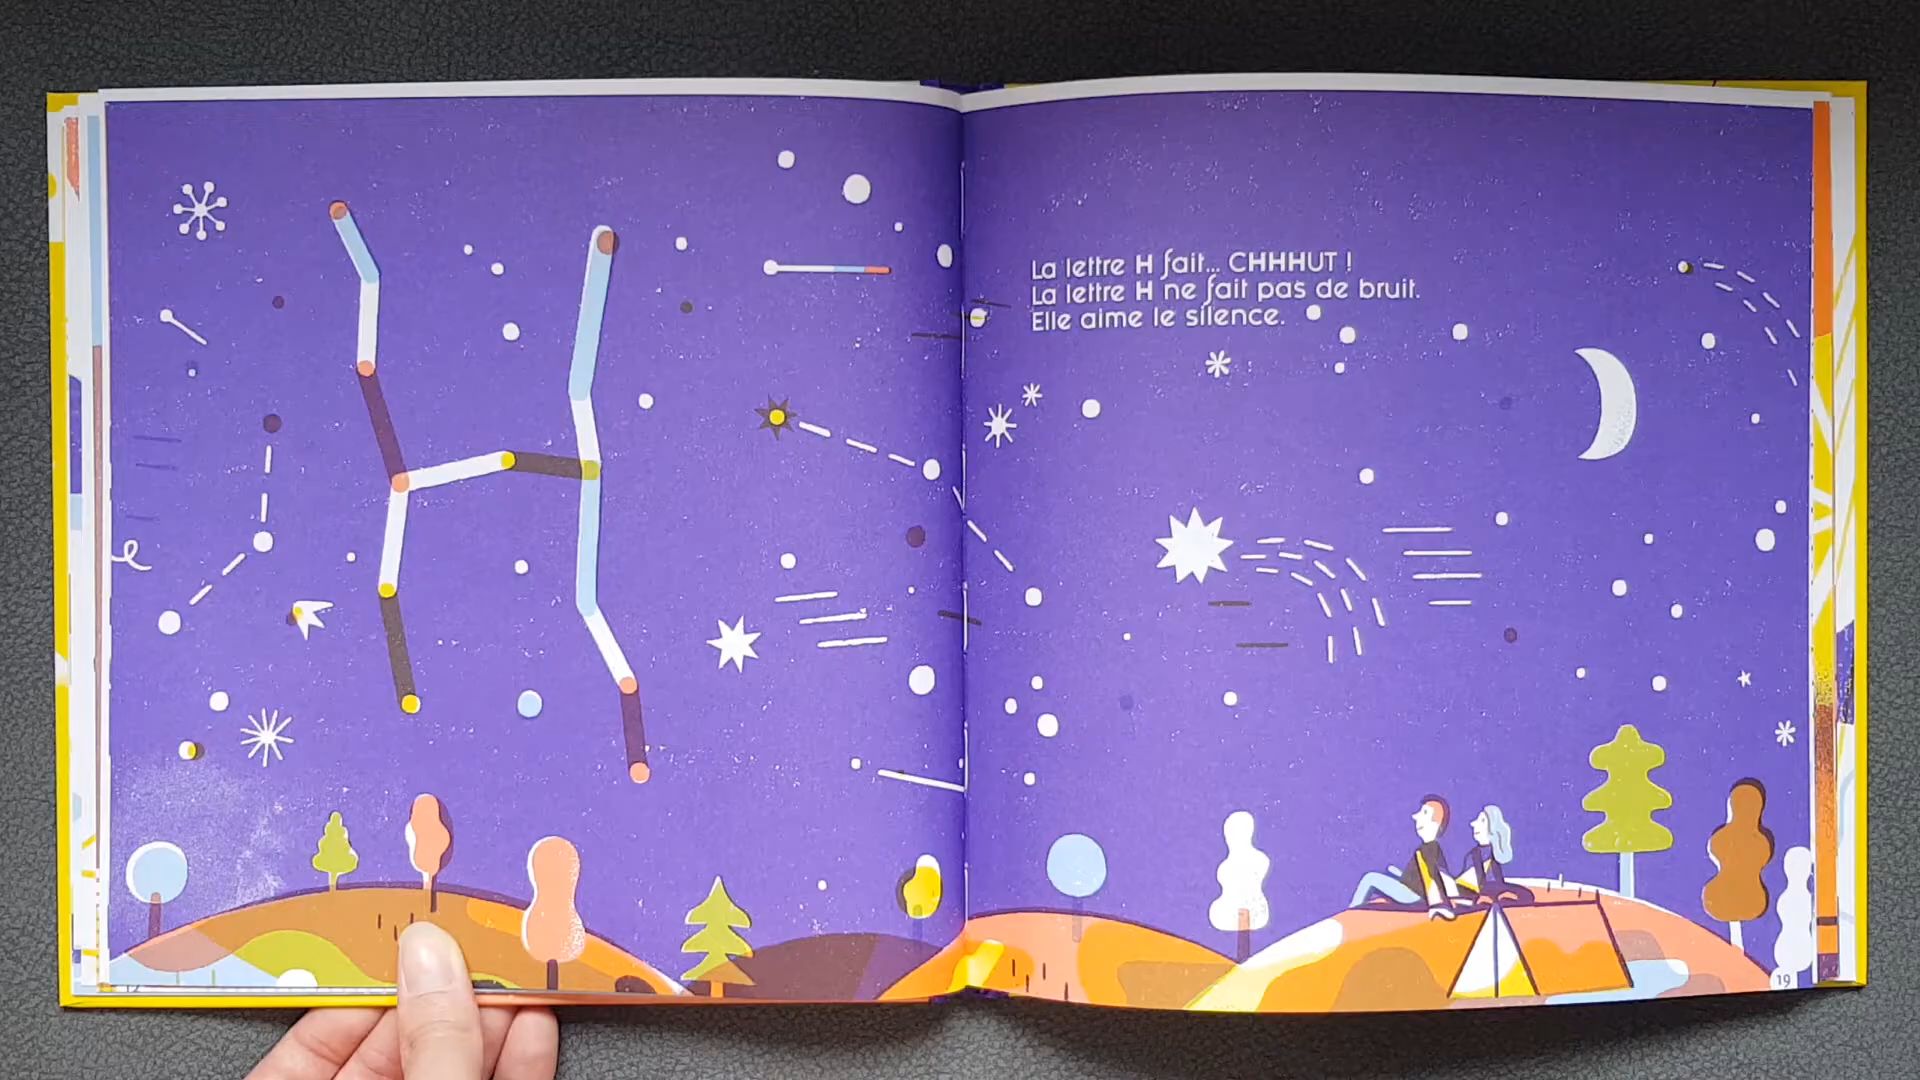 La lettre H fait... CHHHUT !
La lettre H ne fait pas de bruit.
Elle aime le silence.
19